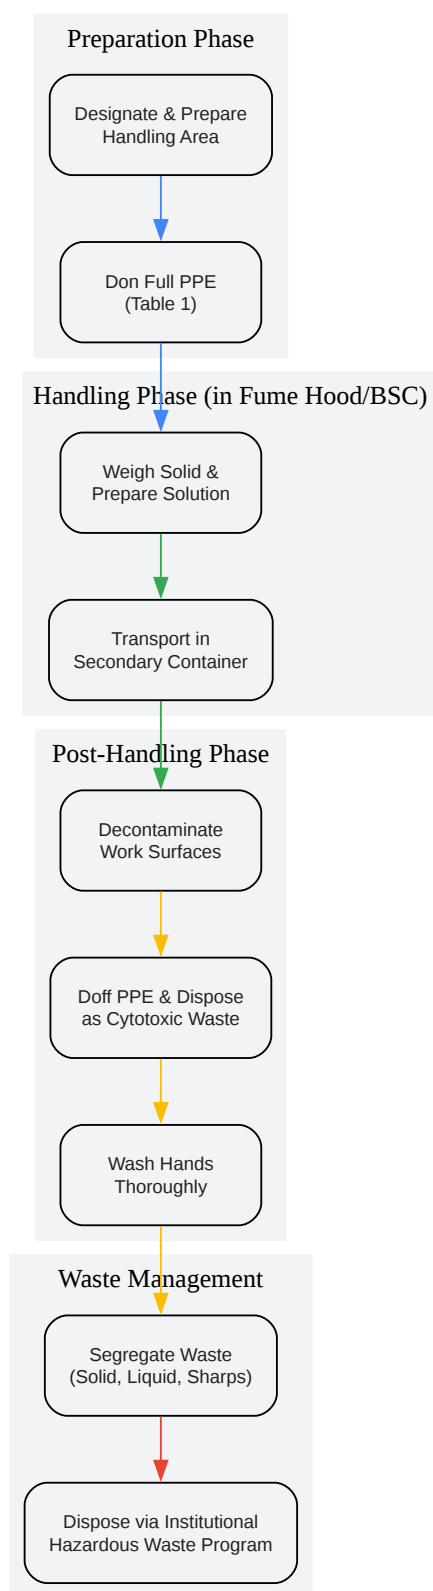 Preparation Phase
Designate & Prepare
Handling Area
Don Full PPE
(Table 1)
Handling Phase (in Fume Hood/BSC)
Weigh Solid &
Prepare Solution
Transport in
Secondary Container
Post-Handling Phase
Decontaminate
Work Surfaces
Doff PPE & Dispose
as Cytotoxic Waste
Wash Hands
Thoroughly
Waste Management
Segregate Waste
(Solid, Liquid, Sharps)
Dispose via Institutional
Hazardous Waste Program